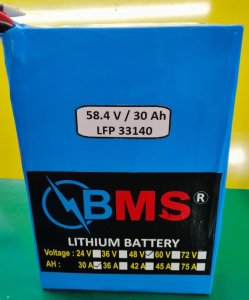 58.4 V / 30 Ah
LFP 33140
BMS®
LITHIUM BATTERY
Voltage : 24 V 36 V 48 V 60 V 72 V
AH : 30 A 36 A 42 A 45 A 75 A